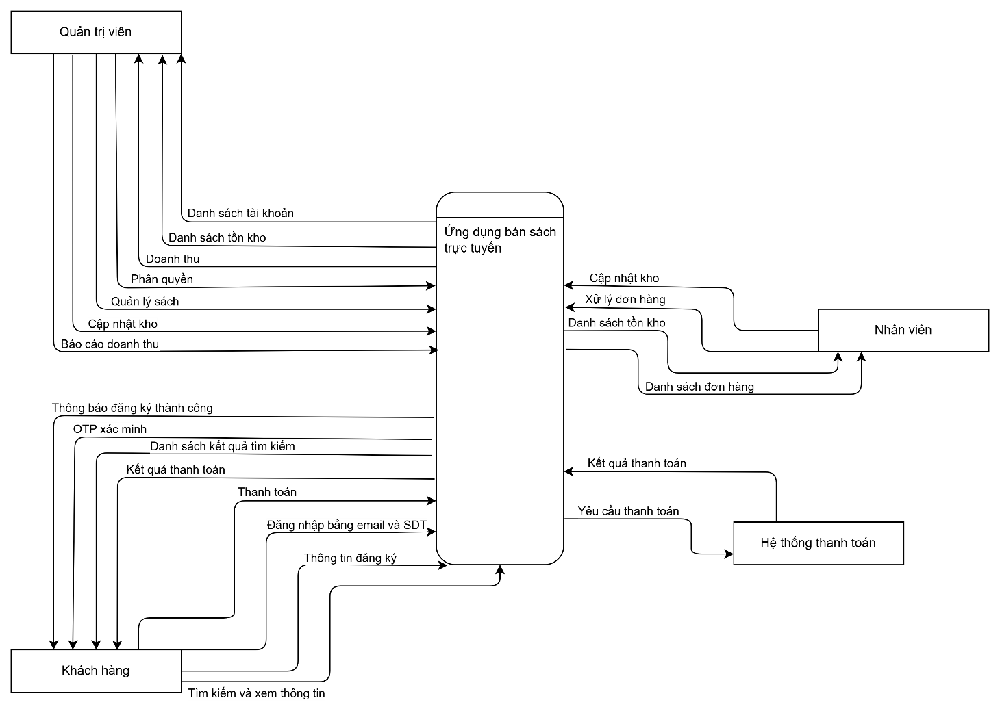 Quản trị viên
Danh sách tài khoản
Danh sách tồn kho
Doanh thu
Phân quyền
Quản lý sách
Cập nhật kho
Báo cáo doanh thu
Ứng dụng bán sách
trực tuyến
Cập nhật kho
Xử lý đơn hàng
Danh sách tồn kho
Danh sách đơn hàng
Nhân viên
Thông báo đăng ký thành công
OTP xác minh
Danh sách kết quả tìm kiếm
Kết quả thanh toán
Thanh toán
Đăng nhập bằng email và SDT
Thông tin đăng ký
Kết quả thanh toán
Yêu cầu thanh toán
Hệ thống thanh toán
Khách hàng
Tìm kiếm và xem thông tin